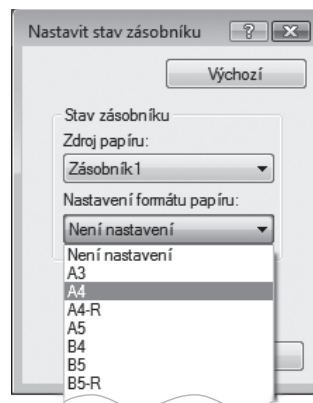 Nastavit stav zásobníku
Výchozí
Stav zásobníku
Zdroj papíru:
Zásobník1
Nastavení formátu papíru:
Není nastavení
Není nastavení
A3
A4
A4-R
A5
B4
B5
B5-R